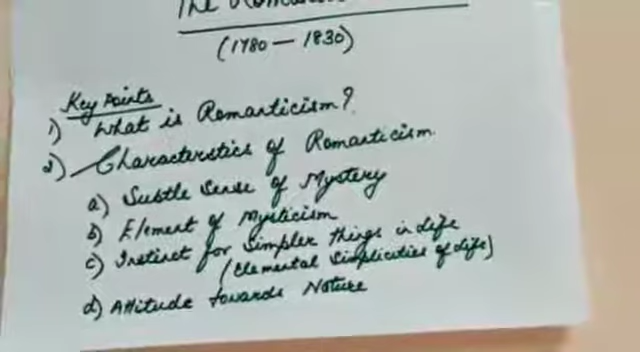 The
(1780 — 1830)
Key Points
1) What is Romanticism?
2) Characteristics of Romanticism
a) Subtle Sense of Mystery
b) Element of Mysticism
c) Instinct for Simpler things in life
(Elemental Simplicities of life)
d) Attitude towards Nature